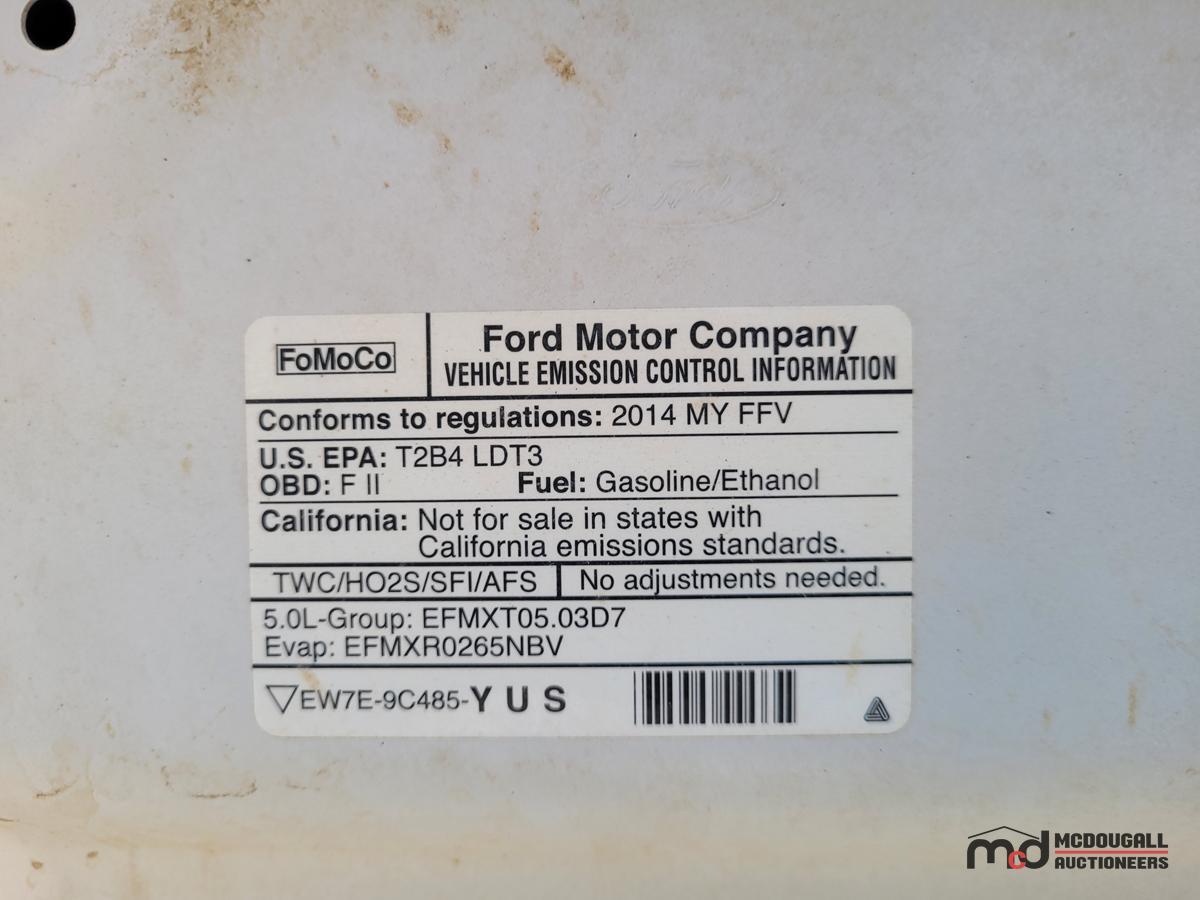 Ford
FoMoCo
Ford Motor Company
VEHICLE EMISSION CONTROL INFORMATION
Conforms to regulations: 2014 MY FFV
U.S. EPA: T2B4 LDT3
OBD: F II Fuel: Gasoline/Ethanol
California: Not for sale in states with
California emissions standards.
TWC/HO2S/SFI/AFS No adjustments needed.
5.0L-Group: EFMXT05.03D7
Evap: EFMXR0265NBV
EW7E-9C485-Y U S
mcd MCDOUGALL
AUCTIONEERS